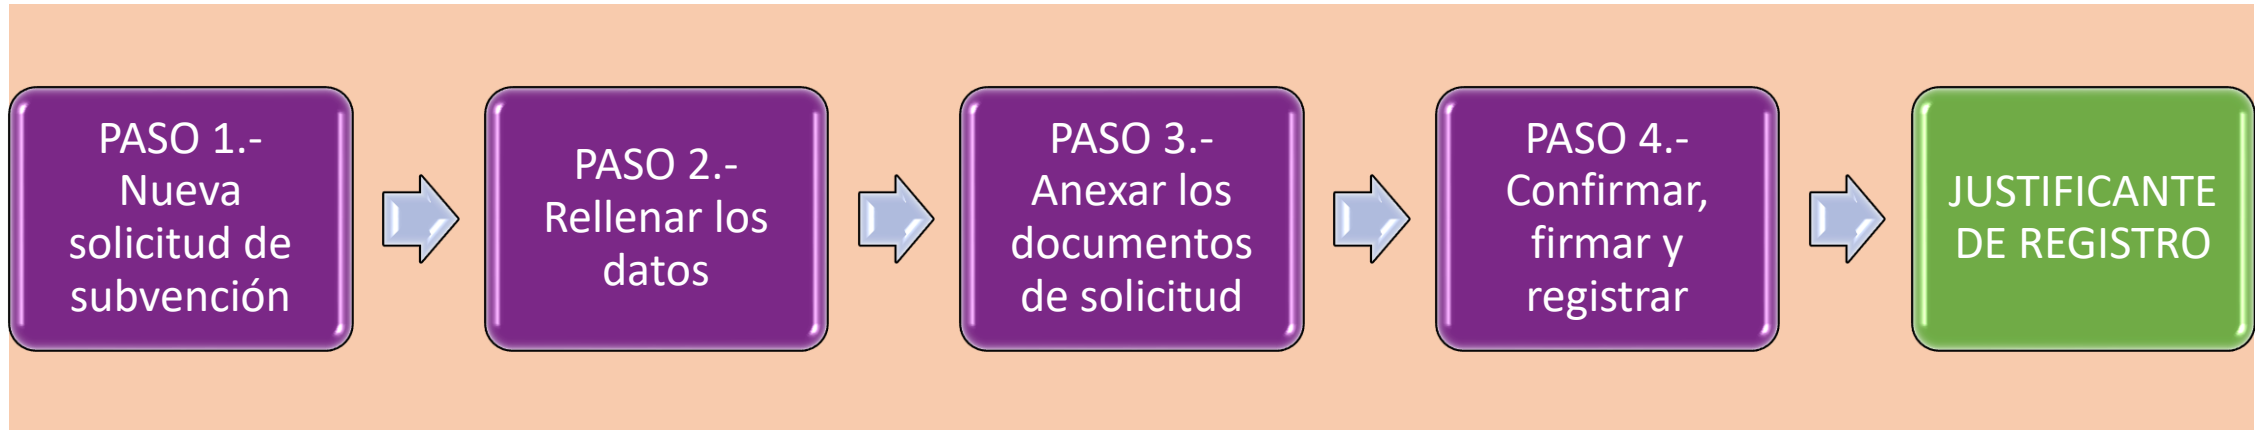 PASO 1.-
Nueva
solicitud de
subvención
PASO 2.-
Rellenar los
datos
PASO 3.-
Anexar los
documentos
de solicitud
PASO 4.-
Confirmar,
firmar y
registrar
JUSTIFICANTE
DE REGISTRO